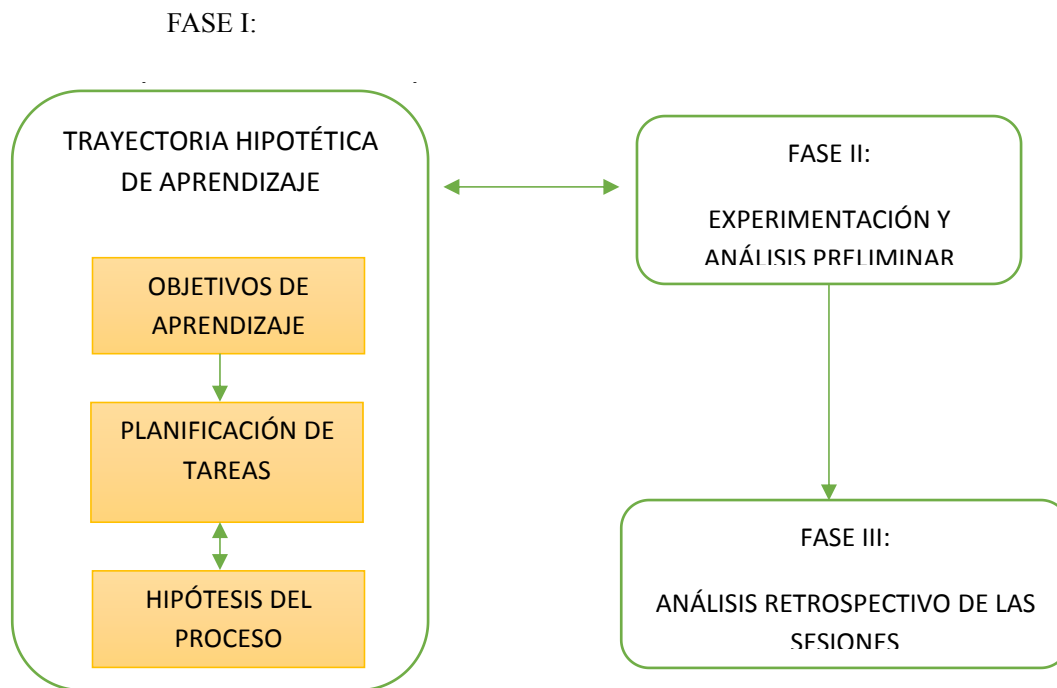 FASE I:
TRAYECTORIA HIPOTÉTICA
DE APRENDIZAJE
OBJETIVOS DE
APRENDIZAJE
PLANIFICACIÓN DE
TAREAS
HIPÓTESIS DEL
PROCESO
FASE II:
EXPERIMENTACIÓN Y
ANÁLISIS PRELIMINAR
FASE III:
ANÁLISIS RETROSPECTIVO DE LAS
SESIONES